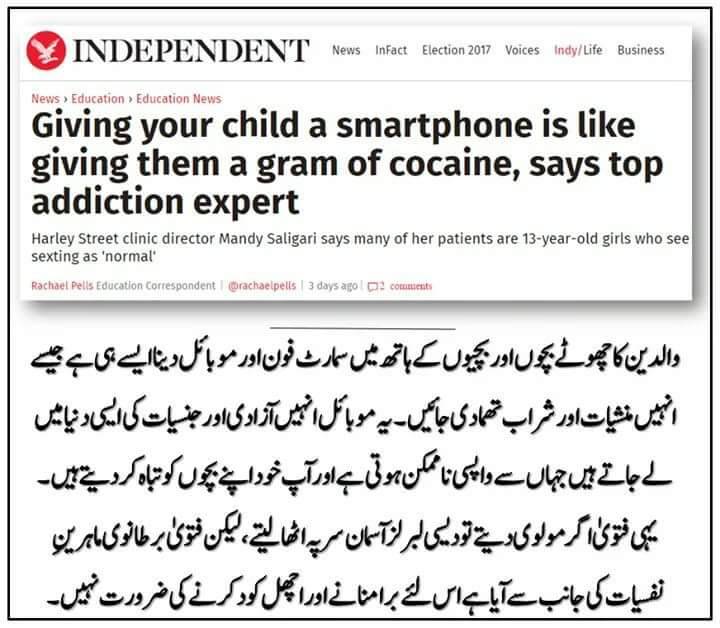 INDEPENDENT News InFact Election 2017 Voices Indy/Life Business
News › Education › Education News
Giving your child a smartphone is like
giving them a gram of cocaine, says top
addiction expert
Harley Street clinic director Mandy Saligari says many of her patients are 13-year-old girls who see
sexting as 'normal'
Rachael Pells Education Correspondent | @rachaelpells | 3 days ago | 2 comments
والدین کا چھوٹے بچوں اور بچیوں کے ہاتھ میں سمارٹ فون اور موبائل دینا ایسے ہی ہے جیسے
انہیں منشیات اور شراب تھما دی جائیں۔ یہ موبائل انہیں آزادی اور جنسیات کی ایسی دنیا میں
لے جاتے ہیں جہاں سے واپسی ناممکن ہوتی ہے اور آپ خود اپنے بچوں کو تباہ کر دیتے ہیں۔
یہی فتویٰ اگر مولوی دیتے تو دیسی لبرلز آسمان سر پہ اٹھا لیتے، لیکن فتویٰ برطانوی ماہرینِ
نفسیات کی جانب سے آیا ہے اس لئے برا منانے اور اچھل کود کرنے کی ضرورت نہیں۔